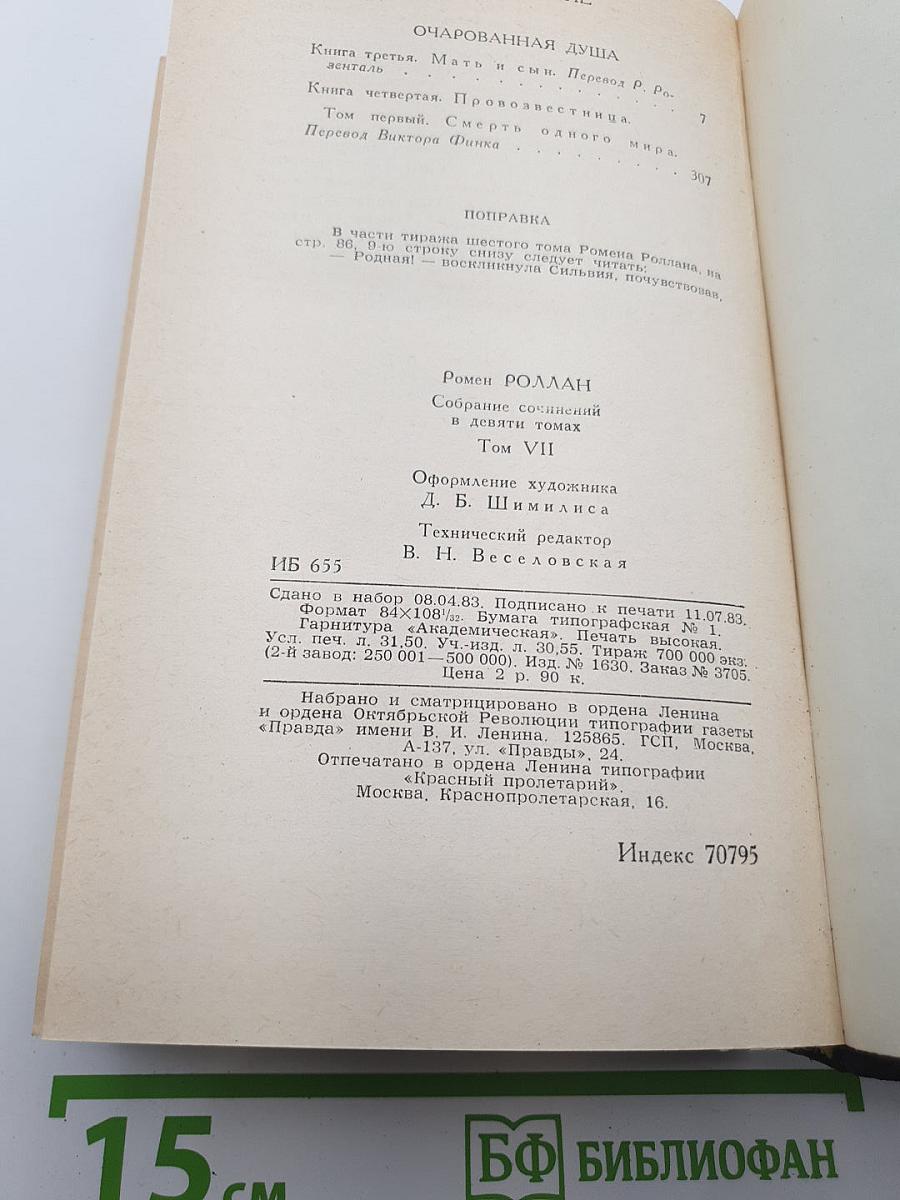 ОЧАРОВАННАЯ ДУША
Книга третья. Мать и сын. Перевод Р. Ро-
зенталь . . . . . . . . . . . . 7
Книга четвертая. Провозвестница.
Том первый. Смерть одного мира.
Перевод Виктора Финка . . . . . . . . . 307
ПОПРАВКА
В части тиража шестого тома Ромена Роллана, на
стр. 86, 9-ю строку снизу следует читать:
— Родная! — воскликнула Сильвия, почувствовав,
Ромен РОЛЛАН
Собрание сочинений
в девяти томах
Том VII
Оформление художника
Д. Б. Шимилиса
Технический редактор
В. Н. Веселовская
ИБ 655
Сдано в набор 08.04.83. Подписано к печати 11.07.83.
Формат 84×108¹/₃₂. Бумага типографская № 1.
Гарнитура «Академическая». Печать высокая.
Усл. печ. л. 31,50. Уч.-изд. л. 30,55. Тираж 700 000 экз.
(2-й завод: 250 001—500 000). Изд. № 1630. Заказ № 3705.
Цена 2 р. 90 к.
Набрано и сматрицировано в ордена Ленина
и ордена Октябрьской Революции типографии газеты
«Правда» имени В. И. Ленина. 125865. ГСП, Москва,
А-137, ул. «Правды», 24.
Отпечатано в ордена Ленина типографии
«Красный пролетарий».
Москва, Краснопролетарская, 16.
Индекс 70795
15 см
БФ БИБЛИОФАН